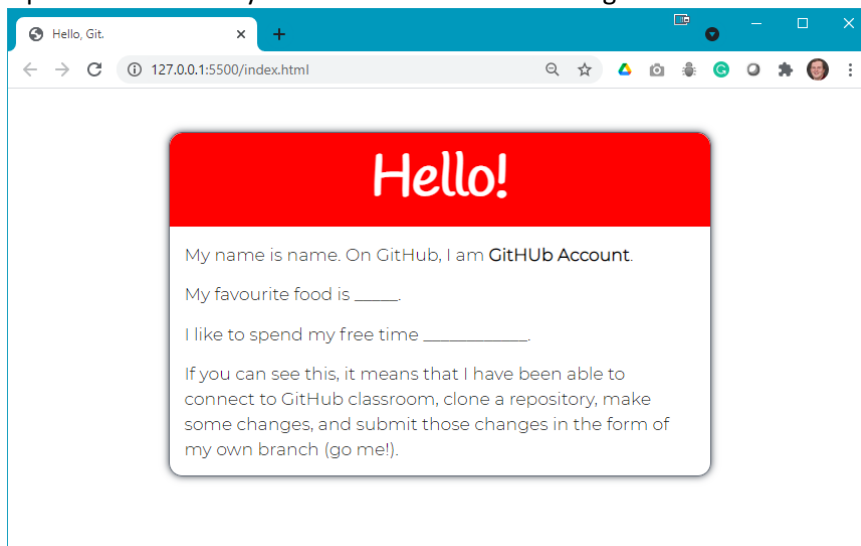 Hello, Git.
127.0.0.1:5500/index.html
Hello!
My name is name. On GitHub, I am GitHUb Account.
My favourite food is _____.
I like to spend my free time ____________.
If you can see this, it means that I have been able to
connect to GitHub classroom, clone a repository, make
some changes, and submit those changes in the form of
my own branch (go me!).